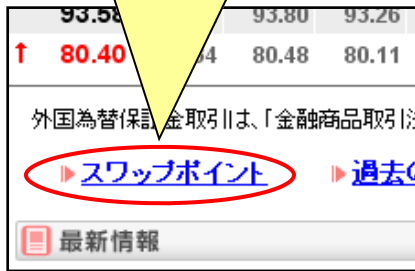 93.58 93.80 93.26
↑ 80.40 80.48 80.11
外国為替保証金取引は、「金融商品取引
▶スワップポイント ▶過去
最新情報